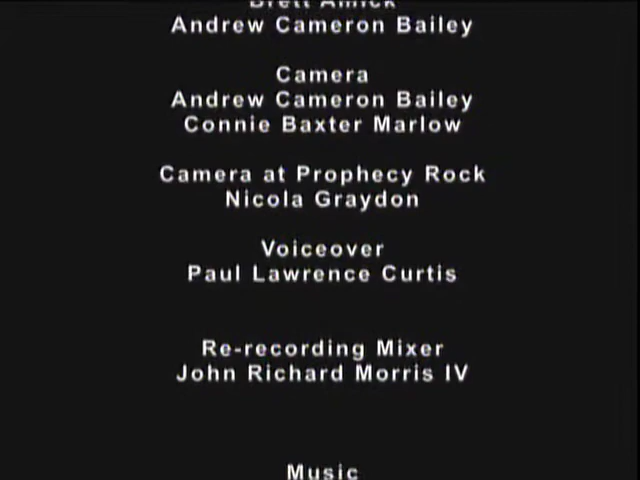 Andrew Cameron Bailey
Camera
Andrew Cameron Bailey
Connie Baxter Marlow
Camera at Prophecy Rock
Nicola Graydon
Voiceover
Paul Lawrence Curtis
Re-recording Mixer
John Richard Morris IV
Music